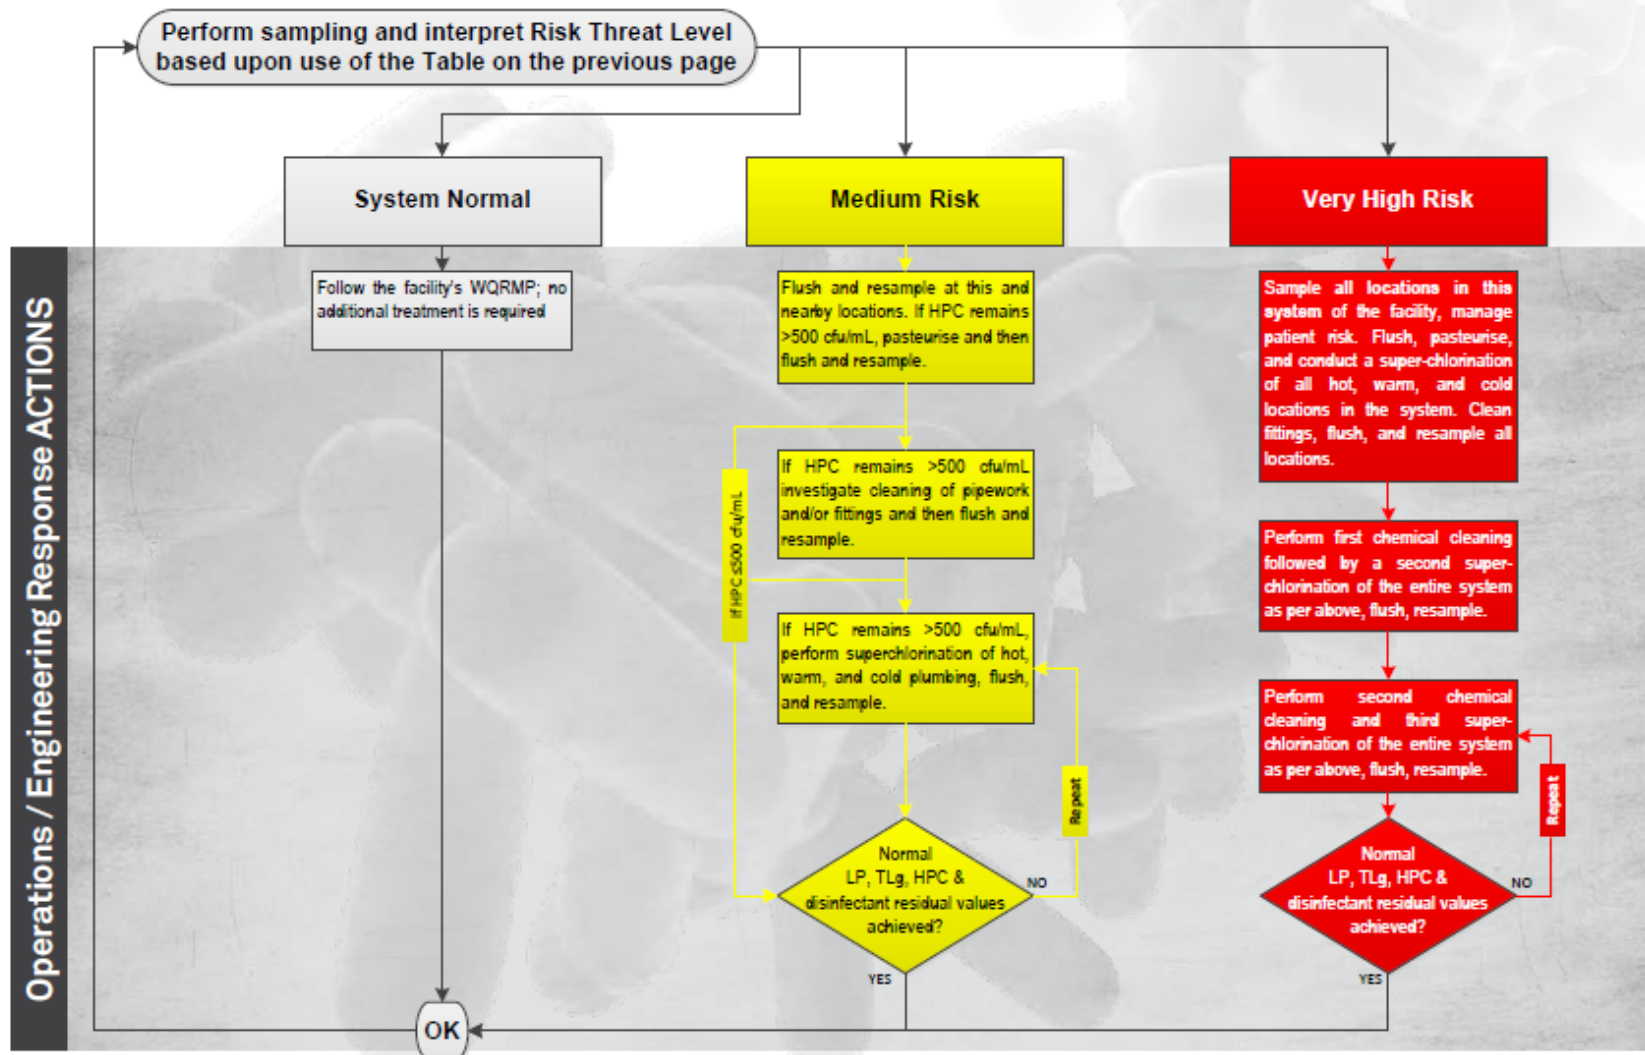 Perform sampling and interpret Risk Threat Level
based upon use of the Table on the previous page
System Normal
Medium Risk
Very High Risk
Operations / Engineering Response ACTIONS
Follow the facility's WQRMP; no
additional treatment is required
Flush and resample at this and
nearby locations. If HPC remains
>500 cfu/mL, pasteurise and then
flush and resample.
If HPC ≤500 cfu/mL
If HPC remains >500 cfu/mL
investigate cleaning of pipework
and/or fittings and then flush and
resample.
If HPC remains >500 cfu/mL,
perform superchlorination of hot,
warm, and cold plumbing, flush,
and resample.
Repeat
Normal
LP, TLg, HPC &
disinfectant residual values
achieved?
NO
YES
Sample all locations in this
system of the facility, manage
patient risk. Flush, pasteurise,
and conduct a super-chlorination
of all hot, warm, and cold
locations in the system. Clean
fittings, flush, and resample all
locations.
Perform first chemical cleaning
followed by a second super-
chlorination of the entire system
as per above, flush, resample.
Perform second chemical
cleaning and third super-
chlorination of the entire system
as per above, flush, resample.
Repeat
Normal
LP, TLg, HPC &
disinfectant residual values
achieved?
NO
YES
OK